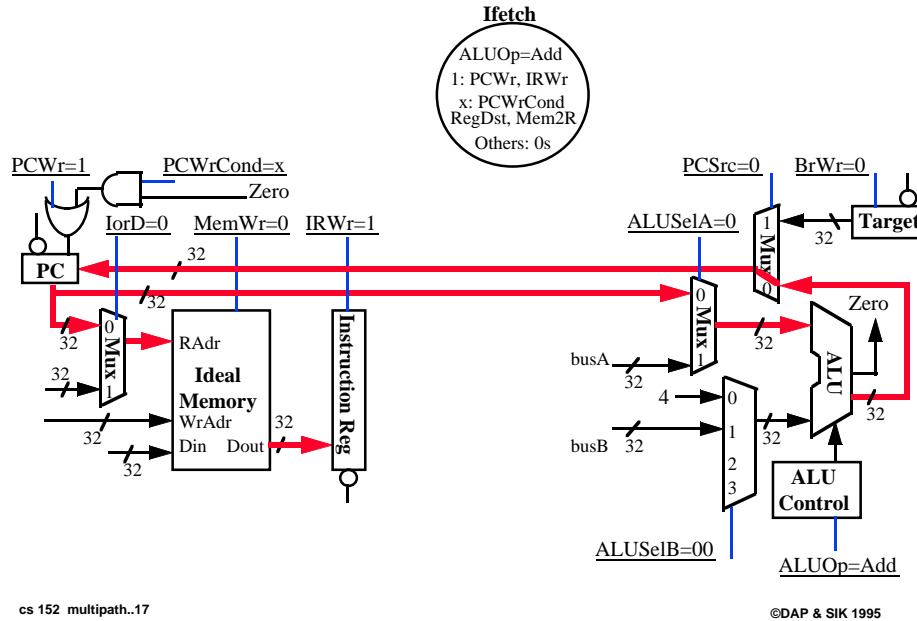 Ifetch
ALUOp=Add
1: PCWr, IRWr
x: PCWrCond
RegDst, Mem2R
Others: 0s
PCWr=1
PCWrCond=x
Zero
PCSrc=0
BrWr=0
IorD=0
MemWr=0
IRWr=1
ALUSelA=0
1
Mux
0
32
Target
PC
32
32
32
0
Mux
1
32
RAdr
Ideal
Memory
WrAdr
32
Din
Dout
32
32
Instruction Reg
0
Mux
1
32
busA
32
ALU
Zero
32
4
0
busB
32
1
2
3
32
ALU
Control
ALUSelB=00
ALUOp=Add
cs 152 multipath..17
©DAP & SIK 1995